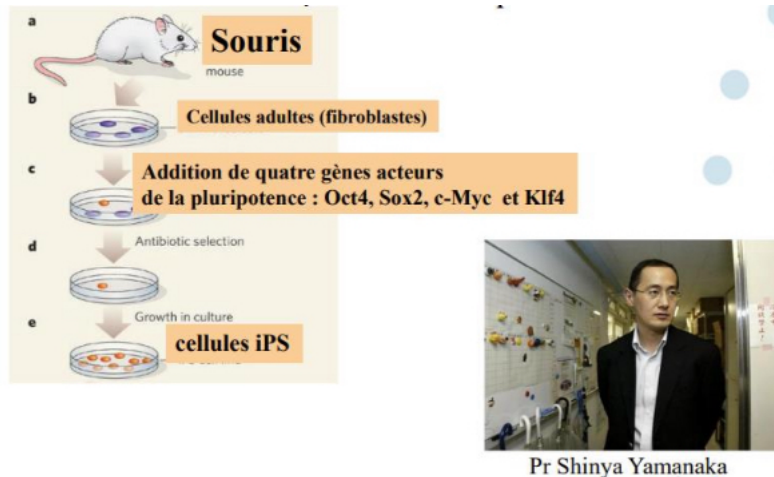 a
Souris
mouse
b
Cellules adultes (fibroblastes)
c
Addition de quatre gènes acteurs
de la pluripotence : Oct4, Sox2, c-Myc et Klf4
Antibiotic selection
d
Growth in culture
e
cellules iPS
Pr Shinya Yamanaka